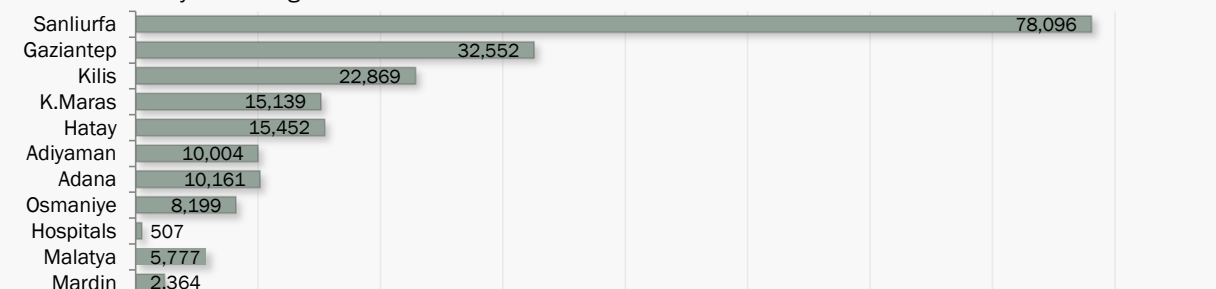 Sanliurfa 78,096
Gaziantep 32,552
Kilis 22,869
K.Maras 15,139
Hatay 15,452
Adiyaman 10,004
Adana 10,161
Osmaniye 8,199
Hospitals 507
Malatya 5,777
Mardin 2,364